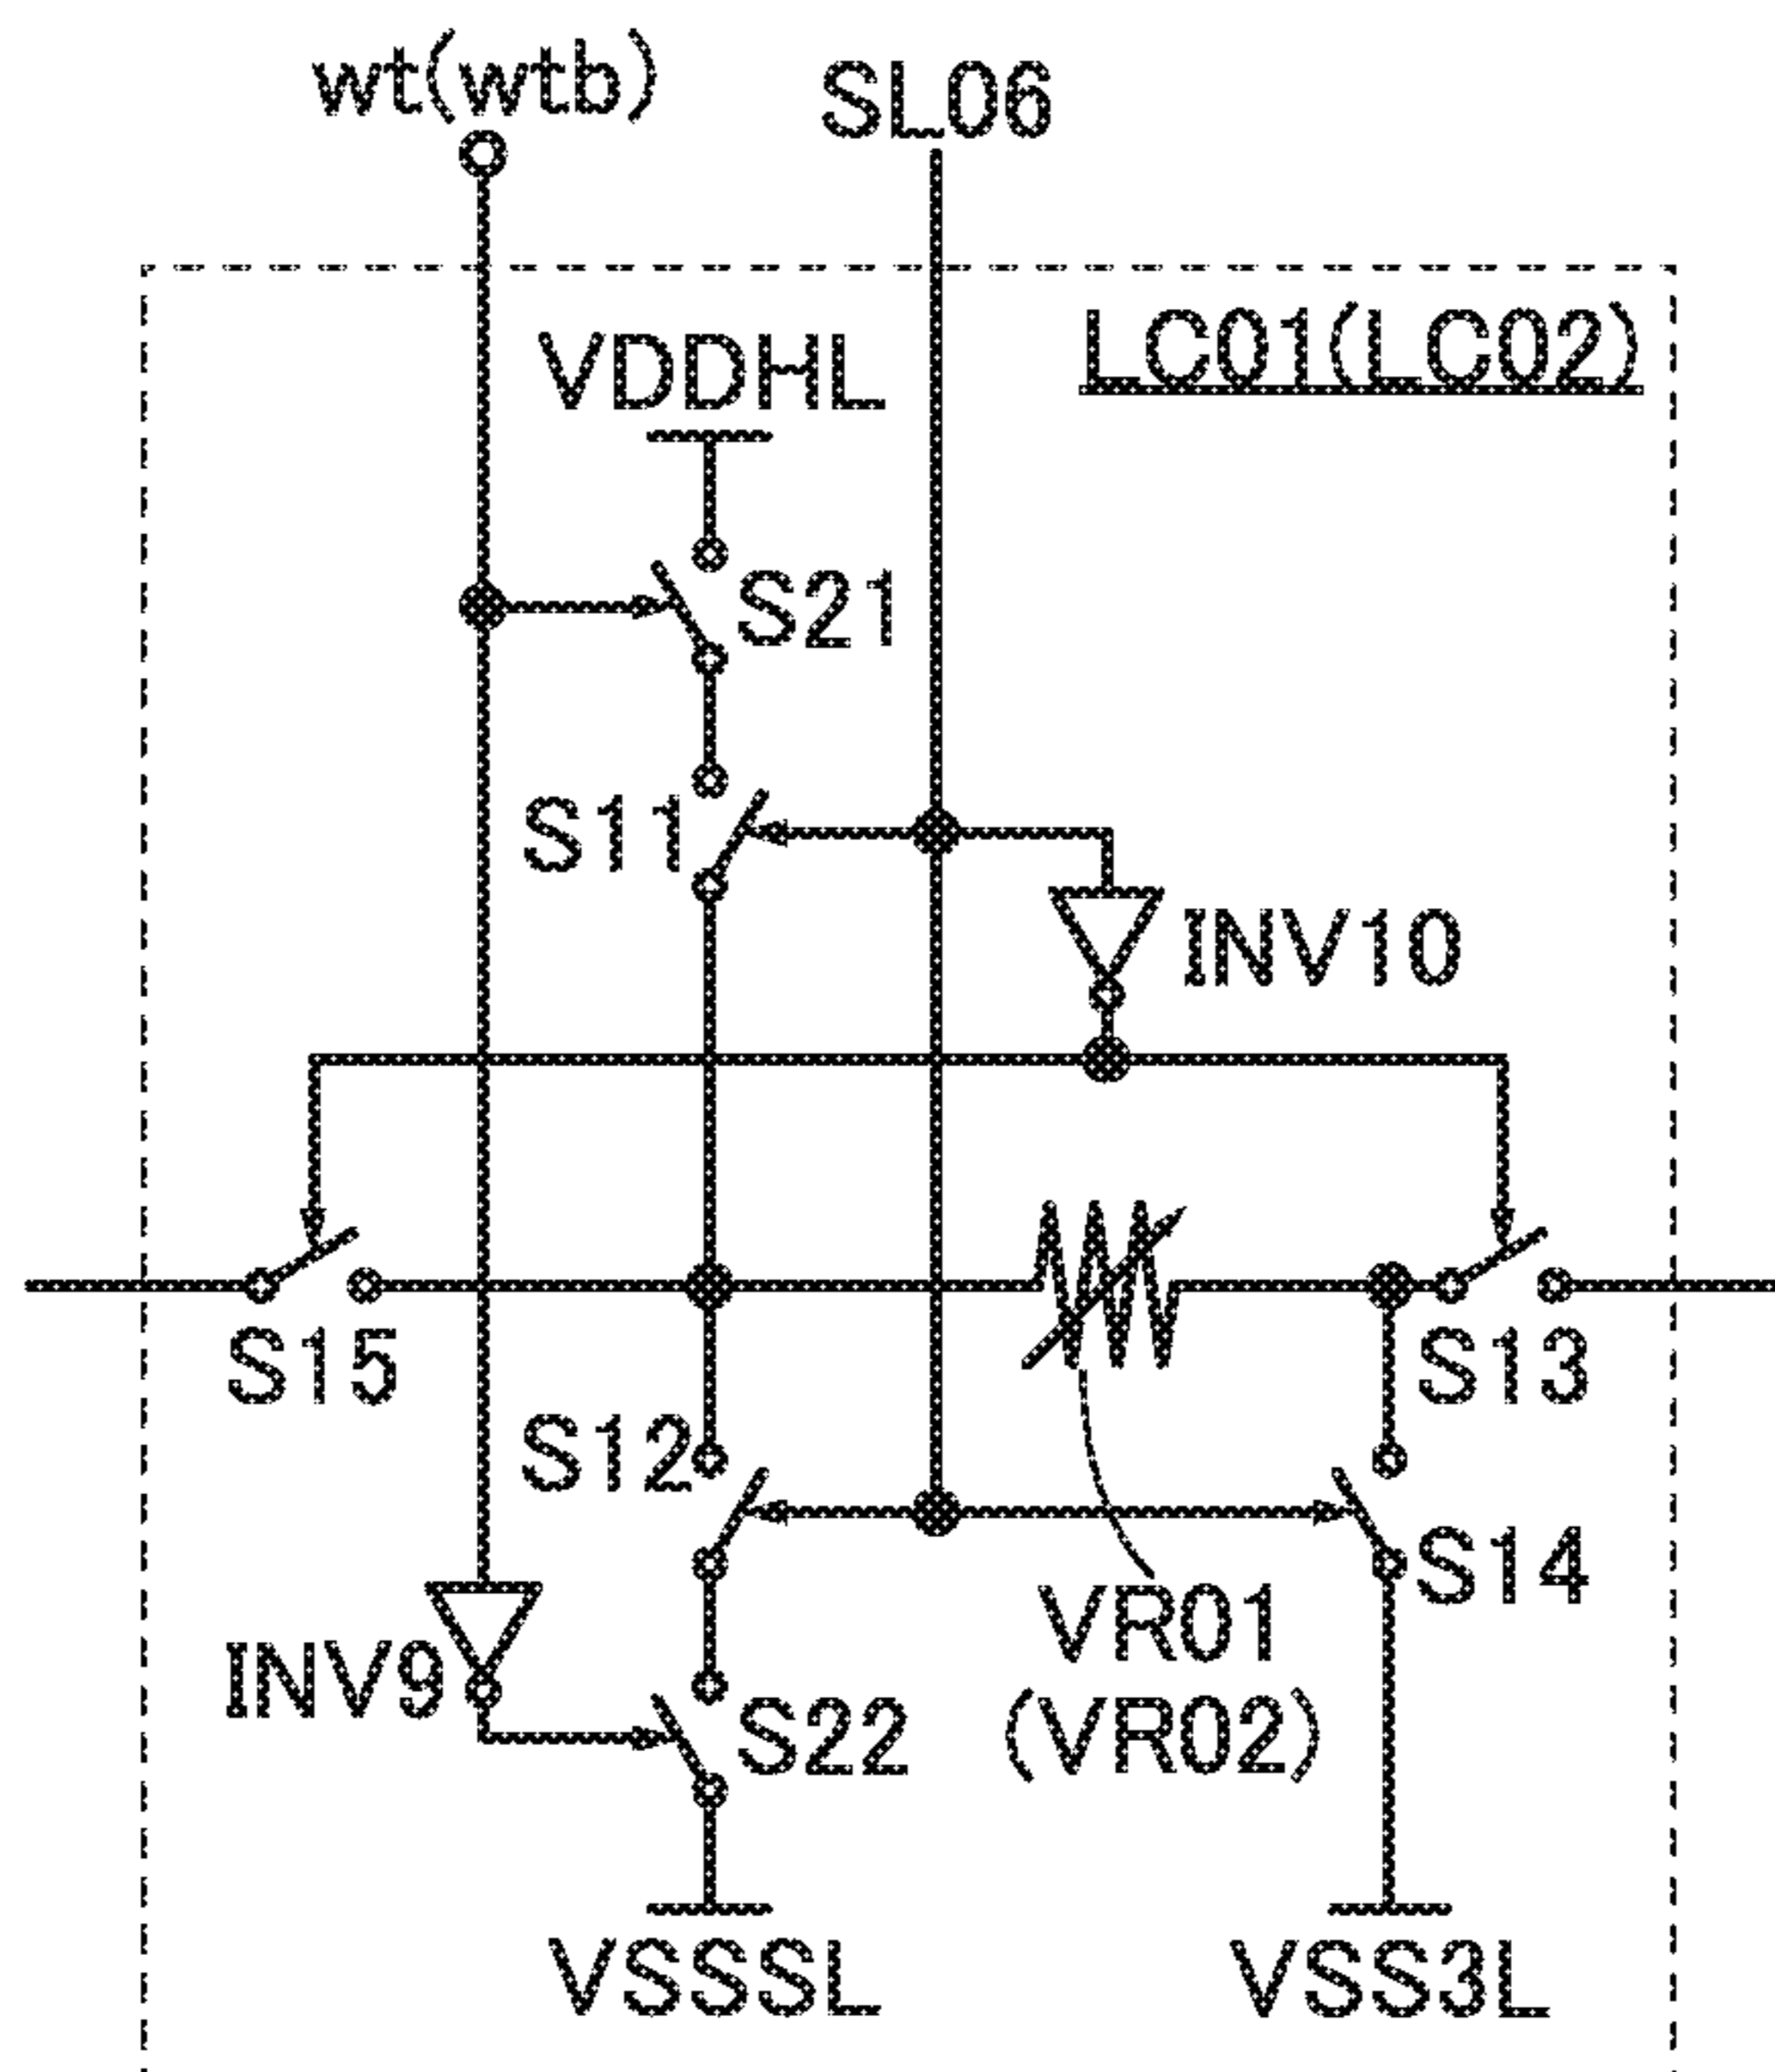 wt(wtb)
SL06
LC01(LC02)
VDDHL
S21
S11
INV10
S15
S13
S12
S14
VR01
(VR02)
INV9
S22
VSSSL
VSS3L